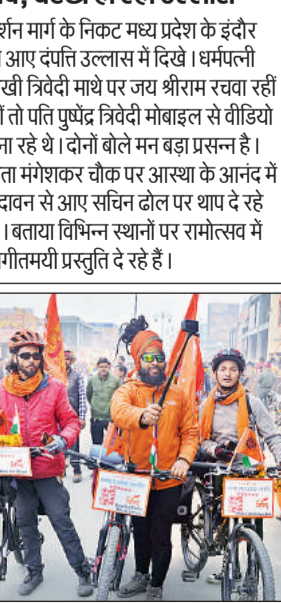 र्शन मार्ग के निकट मध्य प्रदेश के इंदौर
आए दंपत्ति उल्लास में दिखे । धर्मपत्नी
खी त्रिवेदी माथे पर जय श्रीराम रचवा रहीं
तो पति पुष्पेंद्र त्रिवेदी मोबाइल से वीडियो
ना रहे थे । दोनों बोले मन बड़ा प्रसन्न है ।
ता मंगेशकर चौक पर आस्था के आनंद में
दावन से आए सचिन ढोल पर थाप दे रहे
। बताया विभिन्न स्थानों पर रामोत्सव में
गीतमयी प्रस्तुति दे रहे हैं ।